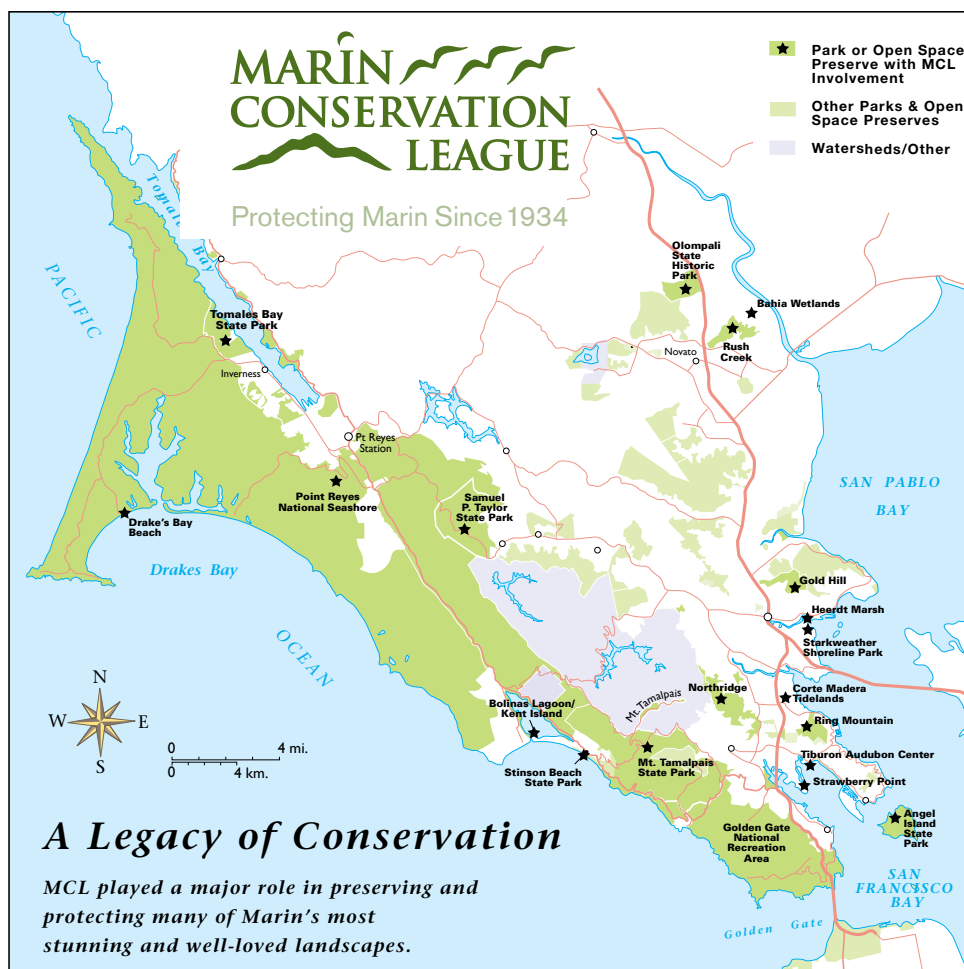 MARIN
CONSERVATION
LEAGUE
Protecting Marin Since 1934
Park or Open Space
Preserve with MCL
Involvement
Other Parks & Open
Space Preserves
Watersheds/Other
Tomales
Bay
PACIFIC
OCEAN
Olompali
State
Historic
Park
Bahia Wetlands
Rush
Creek
Novato
Tomales Bay
State Park
Inverness
Pt Reyes
Station
Point Reyes
National Seashore
Samuel
P. Taylor
State Park
SAN PABLO
BAY
Drake's Bay
Beach
Drakes Bay
Gold Hill
Heerdt Marsh
Starkweather
Shoreline Park
Northridge
Mt. Tamalpais
Corte Madera
Tidelands
Bolinas Lagoon/
Kent Island
Ring Mountain
Stinson Beach
State Park
Mt. Tamalpais
State Park
Tiburon Audubon Center
Strawberry Point
Angel
Island
State
Park
Golden Gate
National
Recreation
Area
SAN
FRANCISCO
BAY
Golden Gate
N
W
E
S
0
4 mi.
0
4 km.
A Legacy of Conservation
MCL played a major role in preserving and
protecting many of Marin's most
stunning and well-loved landscapes.